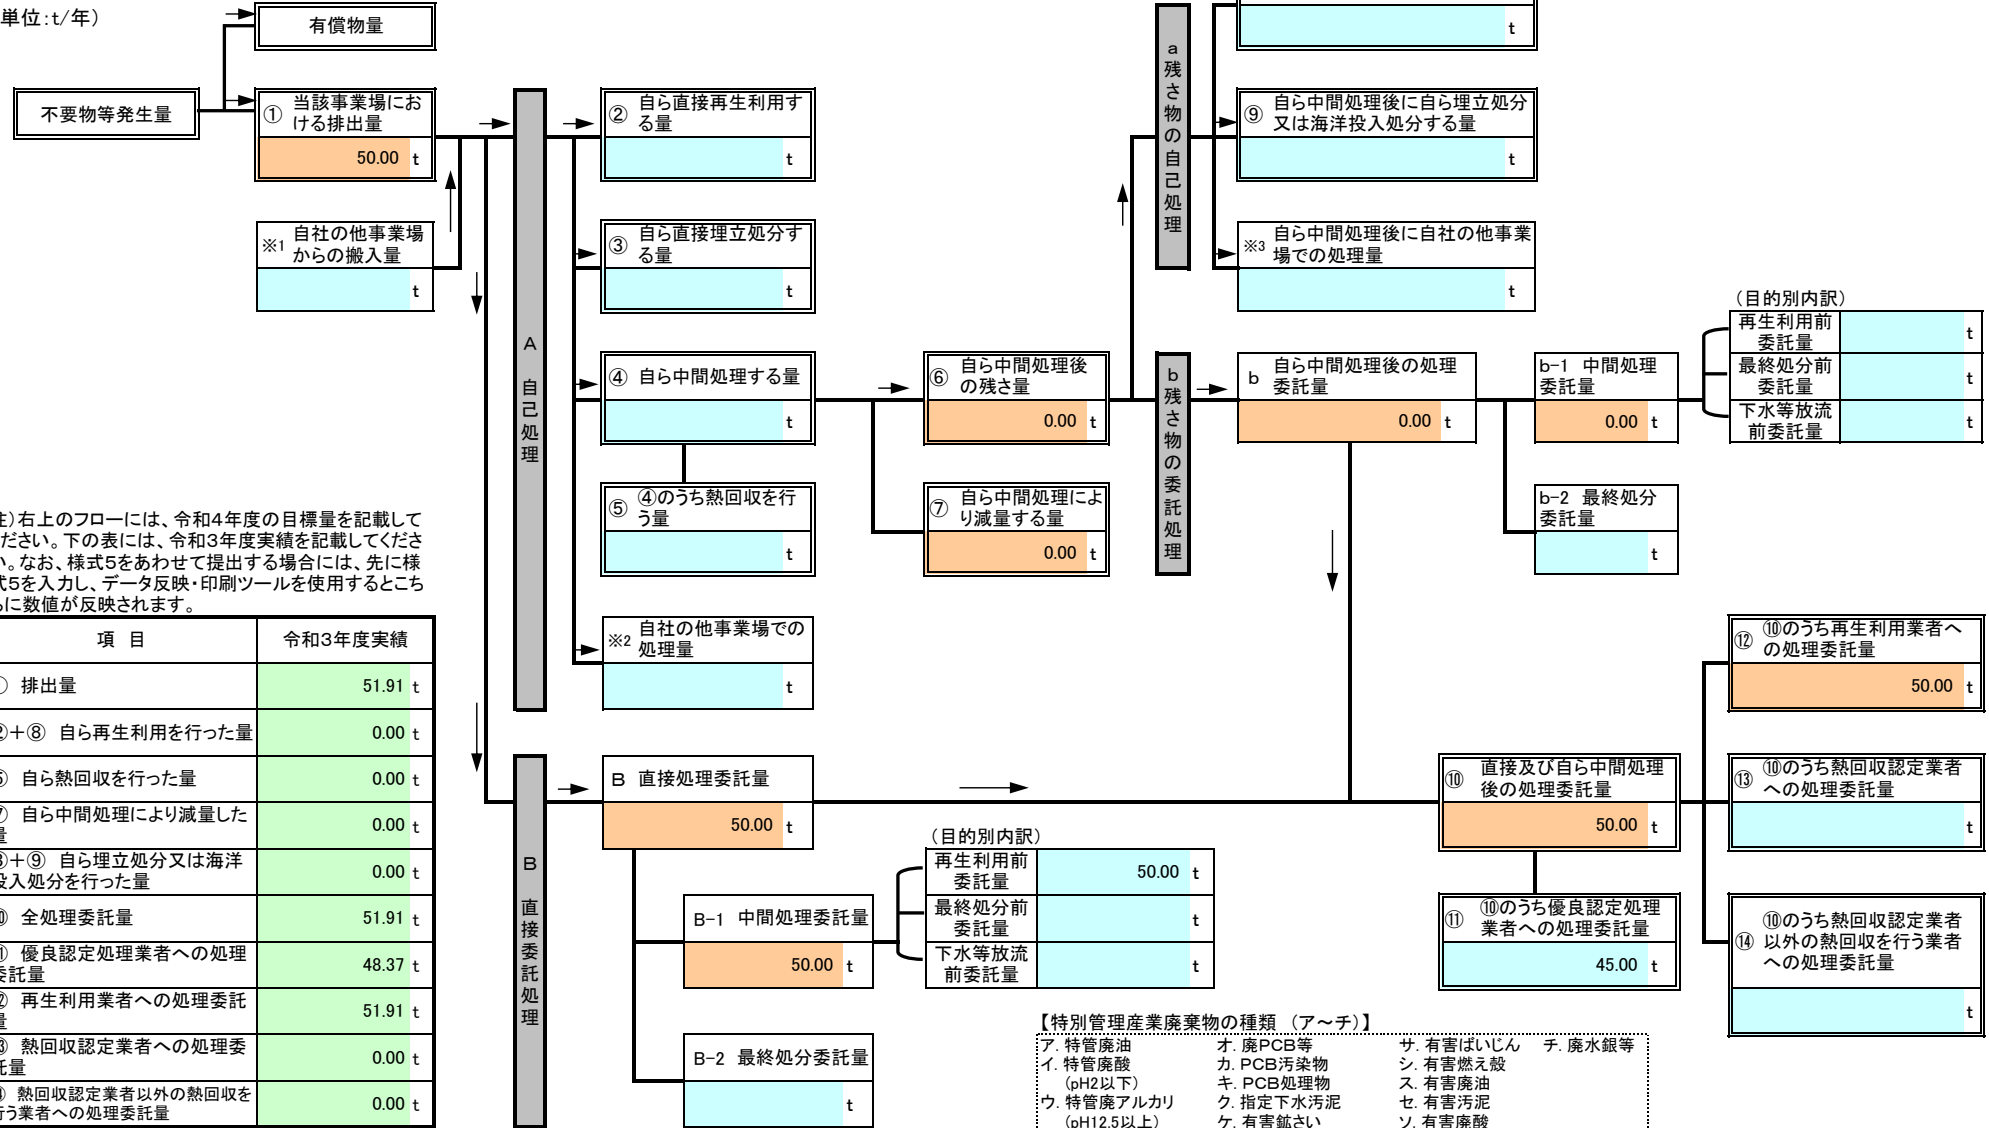 単位:t/年)
有償物量
不要物等発生量
① 当該事業場にお
ける排出量
50.00 t
※1 自社の他事業場
からの搬入量
t
A 自己処理
② 自ら直接再生利用す
る量
t
③ 自ら直接埋立処分す
る量
t
④ 自ら中間処理する量
t
⑤ ④のうち熱回収を行
う量
t
※2 自社の他事業場での
処理量
t
⑥ 自ら中間処理後
の残さ量
0.00 t
⑦ 自ら中間処理によ
り減量する量
0.00 t
a 残さ物の自己処理
t
⑨ 自ら中間処理後に自ら埋立処分
又は海洋投入処分する量
t
※3 自ら中間処理後に自社の他事業
場での処理量
t
b 残さ物の委託処理
b 自ら中間処理後の処理
委託量
0.00 t
b-1 中間処理
委託量
0.00 t
b-2 最終処分
委託量
t
(目的別内訳)
再生利用前
委託量
t
最終処分前
委託量
t
下水等放流
前委託量
t
)右上のフローには、令和4年度の目標量を記載して
ださい。下の表には、令和3年度実績を記載してくださ
。なお、様式5をあわせて提出する場合には、先に様
式5を入力し、データ反映・印刷ツールを使用するとこち
に数値が反映されます。
項 目 令和3年度実績
排出量 51.91 t
+⑧ 自ら再生利用を行った量 0.00 t
自ら熱回収を行った量 0.00 t
自ら中間処理により減量した
量 0.00 t
+⑨ 自ら埋立処分又は海洋
投入処分を行った量 0.00 t
全処理委託量 51.91 t
優良認定処理業者への処理
委託量 48.37 t
再生利用業者への処理委託
量 51.91 t
熱回収認定業者への処理委
託量 0.00 t
熱回収認定業者以外の熱回収を
行う業者への処理委託量 0.00 t
B 直接委託処理
B 直接処理委託量
50.00 t
B-1 中間処理委託量
50.00 t
B-2 最終処分委託量
t
(目的別内訳)
再生利用前
委託量
50.00 t
最終処分前
委託量
t
下水等放流
前委託量
t
⑩ 直接及び自ら中間処理
後の処理委託量
50.00 t
⑪ ⑩のうち優良認定処理
業者への処理委託量
45.00 t
⑫ ⑩のうち再生利用業者へ
の処理委託量
50.00 t
⑬ ⑩のうち熱回収認定業者
への処理委託量
t
⑭ ⑩のうち熱回収認定業者
以外の熱回収を行う業者
への処理委託量
t
【特別管理産業廃棄物の種類 (ア~チ)】
ア. 特管廃油 オ. 廃PCB等 サ. 有害ばいじん チ. 廃水銀等
イ. 特管廃酸 カ. PCB汚染物 シ. 有害燃え殻
(pH2以下) キ. PCB処理物 ス. 有害廃油
ウ. 特管廃アルカリ ク. 指定下水汚泥 セ. 有害汚泥
(pH12.5以上) ケ. 有害鉱さい ソ. 有害廃酸